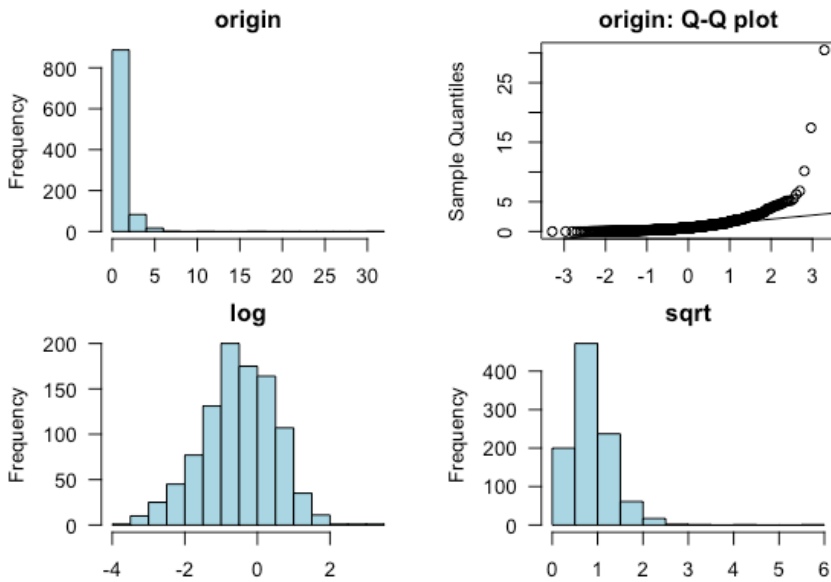 origin
Frequency
800
600
400
200
0
0 5 10 15 20 25 30
origin: Q-Q plot
Sample Quantiles
25
15
5
0
-3 -2 -1 0 1 2 3
log
Frequency
200
150
100
50
0
-4 -2 0 2
sqrt
Frequency
400
300
200
100
0
0 1 2 3 4 5 6